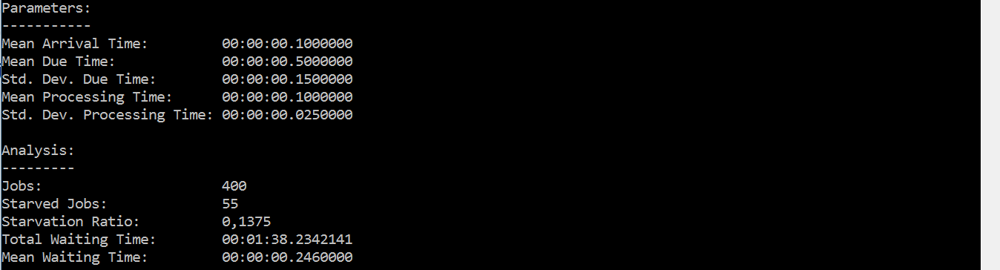 Parameters:
-----------
Mean Arrival Time:         00:00:00.1000000
Mean Due Time:             00:00:00.5000000
Std. Dev. Due Time:        00:00:00.1500000
Mean Processing Time:      00:00:00.1000000
Std. Dev. Processing Time: 00:00:00.0250000

Analysis:
---------
Jobs:                      400
Starved Jobs:              55
Starvation Ratio:          0,1375
Total Waiting Time:        00:01:38.2342141
Mean Waiting Time:         00:00:00.2460000